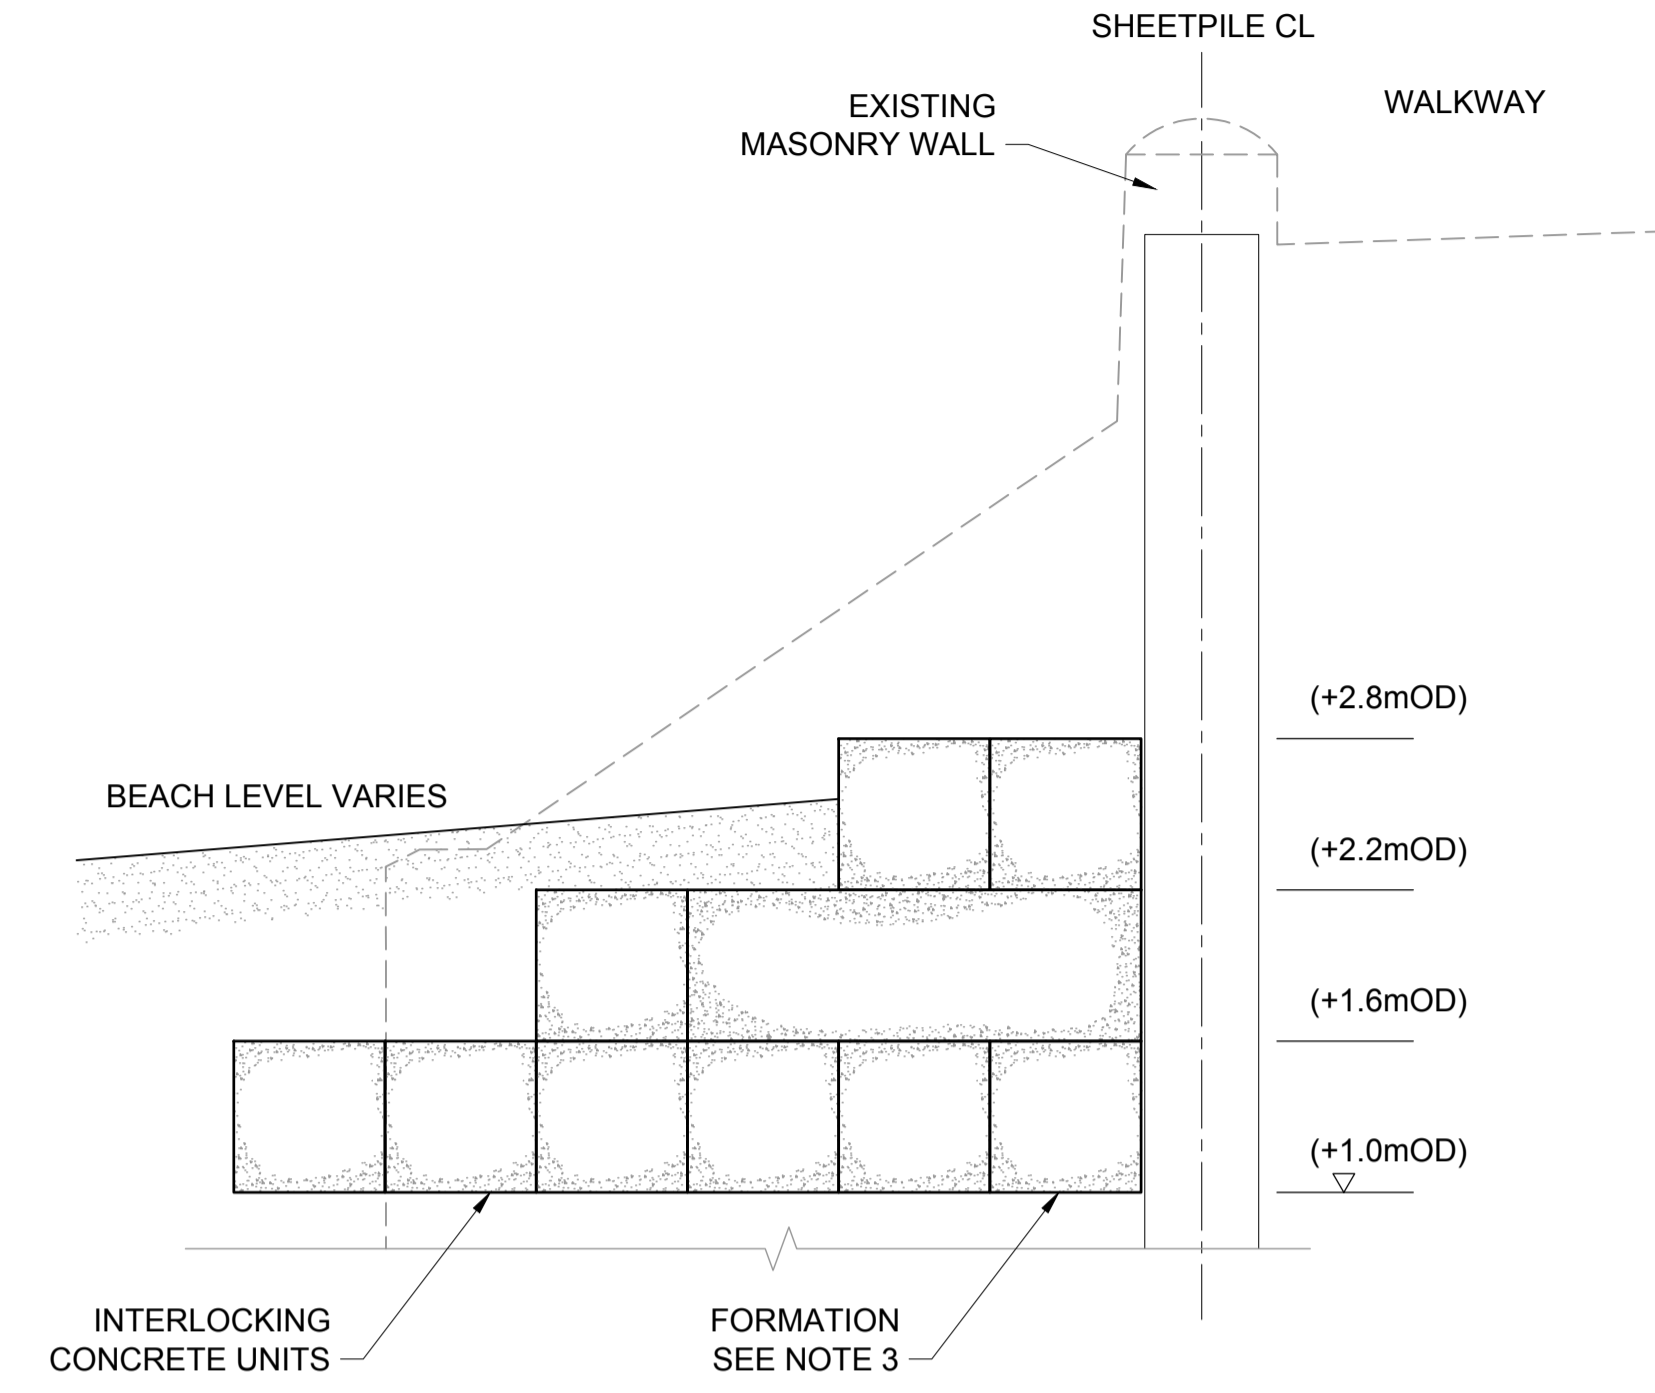 SHEETPILE CL
WALKWAY
EXISTING
MASONRY WALL
(+2.8mOD)
BEACH LEVEL VARIES
(+2.2mOD)
(+1.6mOD)
(+1.0mOD)
INTERLOCKING
CONCRETE UNITS
FORMATION
SEE NOTE 3